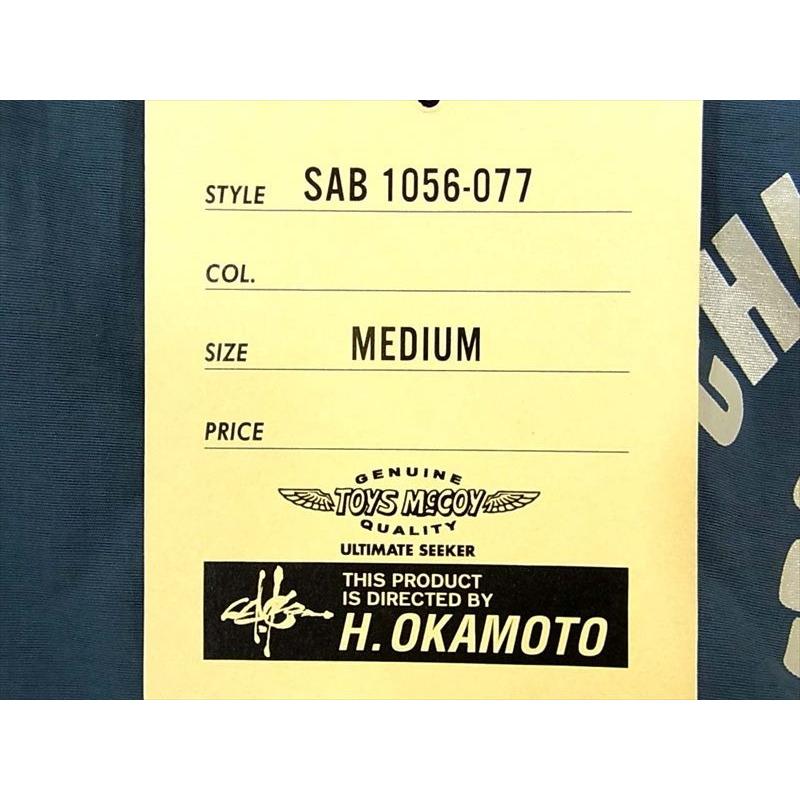 STYLE SAB 1056-077
COL.
SIZE MEDIUM
PRICE
GENUINE
TOYS McCOY
QUALITY
ULTIMATE SEEKER
THIS PRODUCT
IS DIRECTED BY
H. OKAMOTO